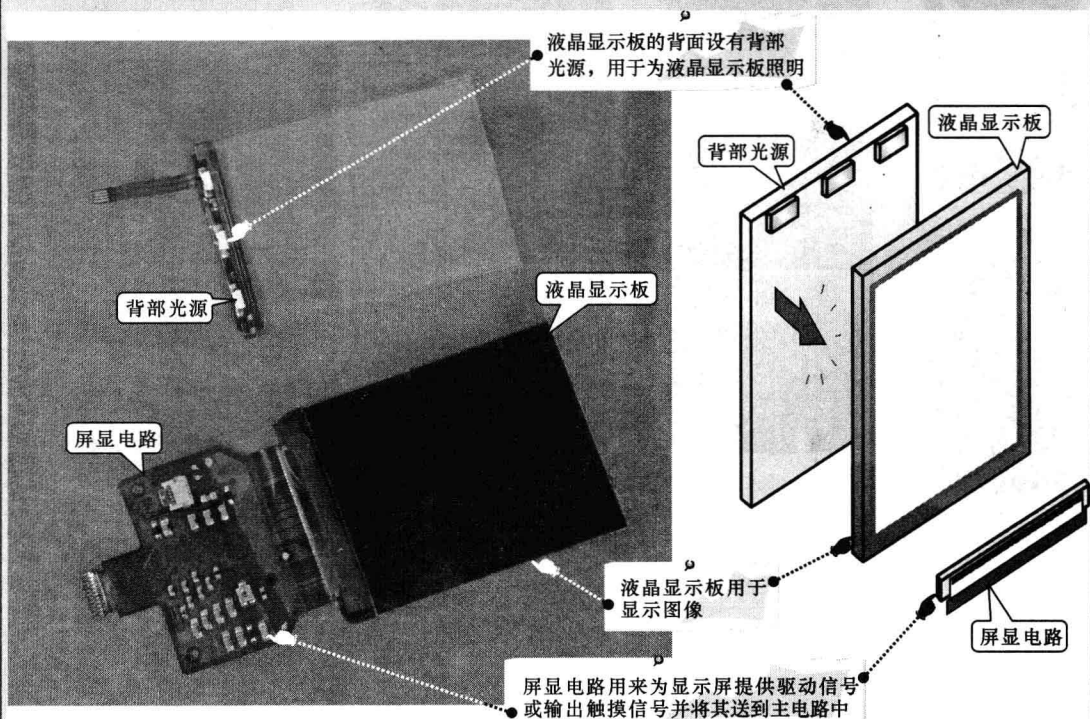 液晶显示板的背面设有背部
光源，用于为液晶显示板照明
背部光源
液晶显示板
背部光源
液晶显示板
屏显电路
液晶显示板用于
显示图像
屏显电路
屏显电路用来为显示屏提供驱动信号
或输出触摸信号并将其送到主电路中